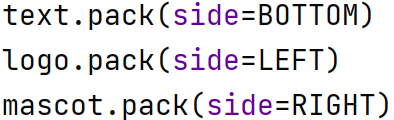 text.pack(side=BOTTOM)
logo.pack(side=LEFT)
mascot.pack(side=RIGHT)